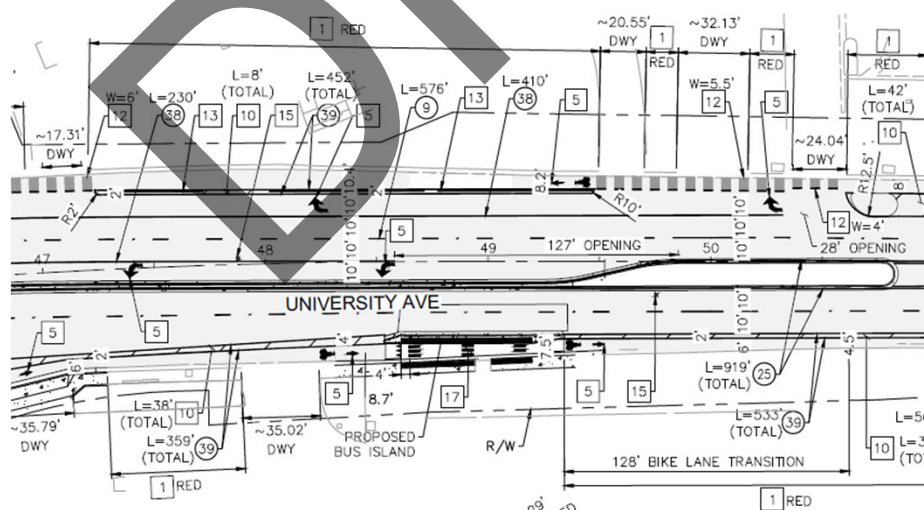 1 RED
~20.55'
DWY
1
RED
~32.13'
DWY
1
RED
1
RED
W=6'
L=230'
L=8'
(TOTAL)
L=452'
(TOTAL)
L=576'
L=410'
W=5.5'
L=42'
(TOTAL)
12
38
13
10
15
39
5
9
13
38
5
12
5
10
~17.31'
DWY
~24.04'
DWY
R2'
2'
10' 10' 10' 10' 10.4'
2'
8.2'
R10'
10' 10'
R12.5'
8'
12
W=4'
5
47
48
49
127' OPENING
50
28' OPENING
10' 10'
UNIVERSITY AVE
5
5
6'
2'
4'
7.5'
6' 10' 10'
2'
4.5'
4'
8.7'
5
17
5
15
L=919'
(TOTAL)
25
L=38'
(TOTAL)
10
L=359'
(TOTAL)
39
~35.79'
DWY
~35.02'
DWY
PROPOSED
BUS ISLAND
R/W
L=533'
(TOTAL)
39
10
128' BIKE LANE TRANSITION
1 RED
1 RED